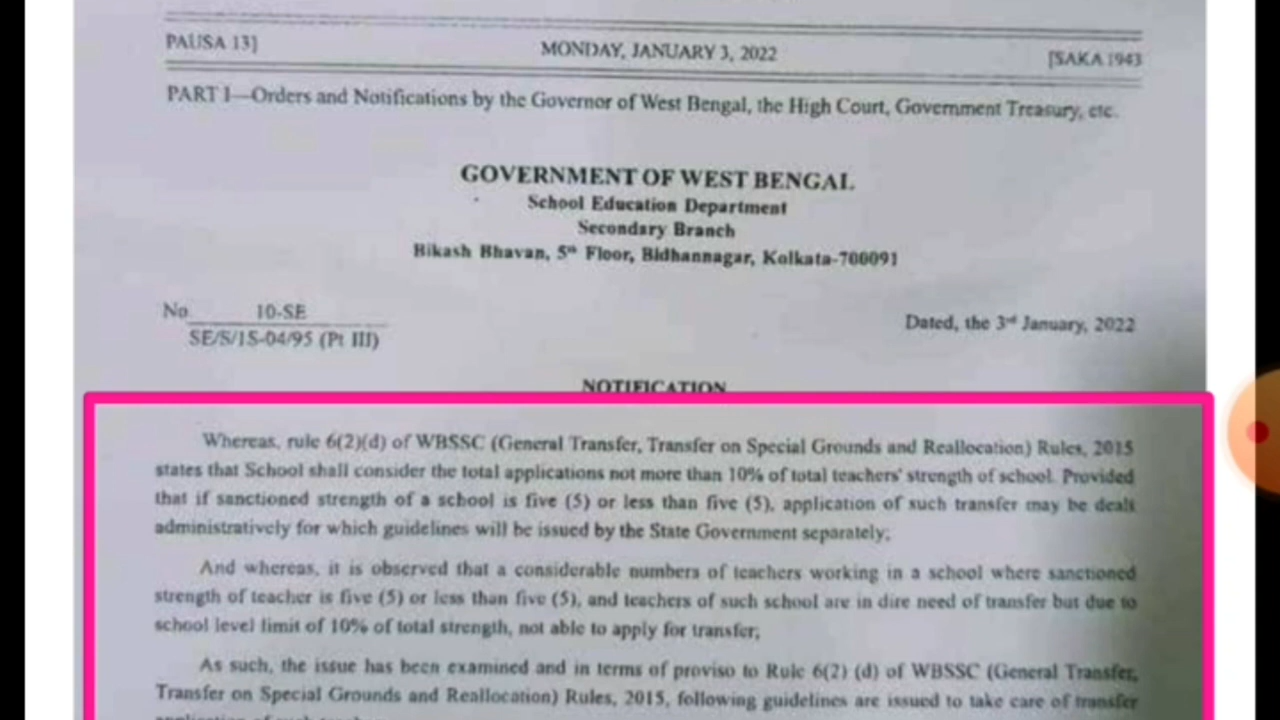 PAUSA 13]
MONDAY, JANUARY 3, 2022
[SAKA 1943
PART I—Orders and Notifications by the Governor of West Bengal, the High Court, Government Treasury, etc.
GOVERNMENT OF WEST BENGAL
School Education Department
Secondary Branch
Bikash Bhavan, 5th Floor, Bidhannagar, Kolkata-700091
No 10-SE
SE/S/1S-04/95 (Pt III)
Dated, the 3rd January, 2022
NOTIFICATION
Whereas, rule 6(2)(d) of WBSSC (General Transfer, Transfer on Special Grounds and Reallocation) Rules, 2015
states that School shall consider the total applications not more than 10% of total teachers' strength of school. Provided
that if sanctioned strength of a school is five (5) or less than five (5), application of such transfer may be dealt
administratively for which guidelines will be issued by the State Government separately;
And whereas, it is observed that a considerable numbers of teachers working in a school where sanctioned
strength of teacher is five (5) or less than five (5), and teachers of such school are in dire need of transfer but due to
school level limit of 10% of total strength, not able to apply for transfer;
As such, the issue has been examined and in terms of proviso to Rule 6(2) (d) of WBSSC (General Transfer,
Transfer on Special Grounds and Reallocation) Rules, 2015, following guidelines are issued to take care of transfer